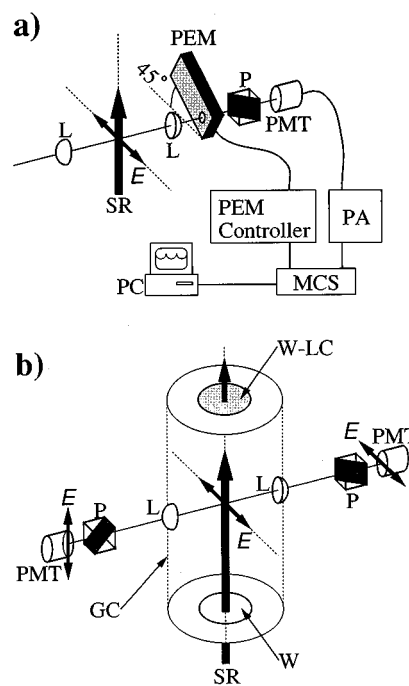 a)
PEM
45°
P
L
L
PMT
E
SR
PEM
Controller
PA
PC
MCS
b)
W-LC
E
PMT
L
P
E
L
P
E
PMT
GC
W
SR